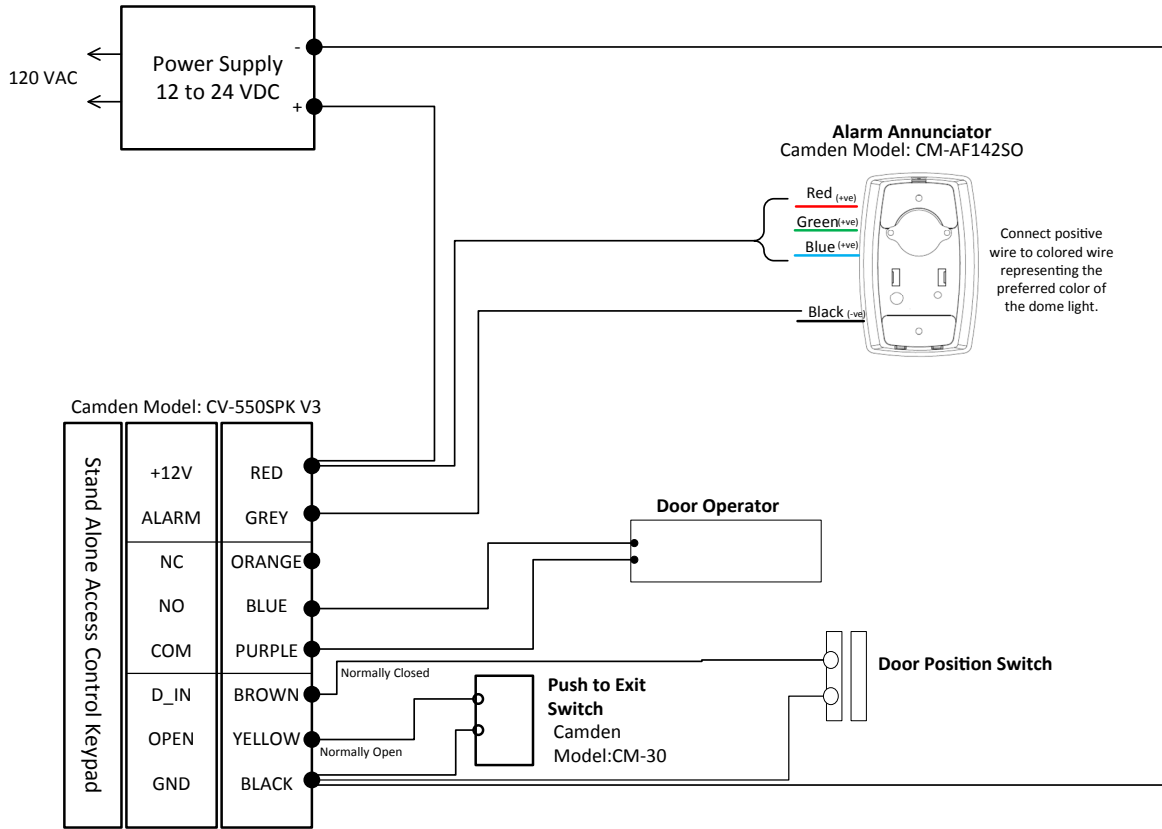 120 VAC
Power Supply
12 to 24 VDC
-
+
Alarm Annunciator
Camden Model: CM-AF142SO
Red (+ve)
Green(+ve)
Blue (+ve)
Black (-ve)
Connect positive
wire to colored wire
representing the
preferred color of
the dome light.
Camden Model: CV-550SPK V3
Stand Alone Access Control Keypad
+12V RED
ALARM GREY
NC ORANGE
NO BLUE
COM PURPLE
D_IN BROWN
OPEN YELLOW
GND BLACK
Door Operator
Normally Closed
Normally Open
Push to Exit
Switch
Camden
Model:CM-30
Door Position Switch